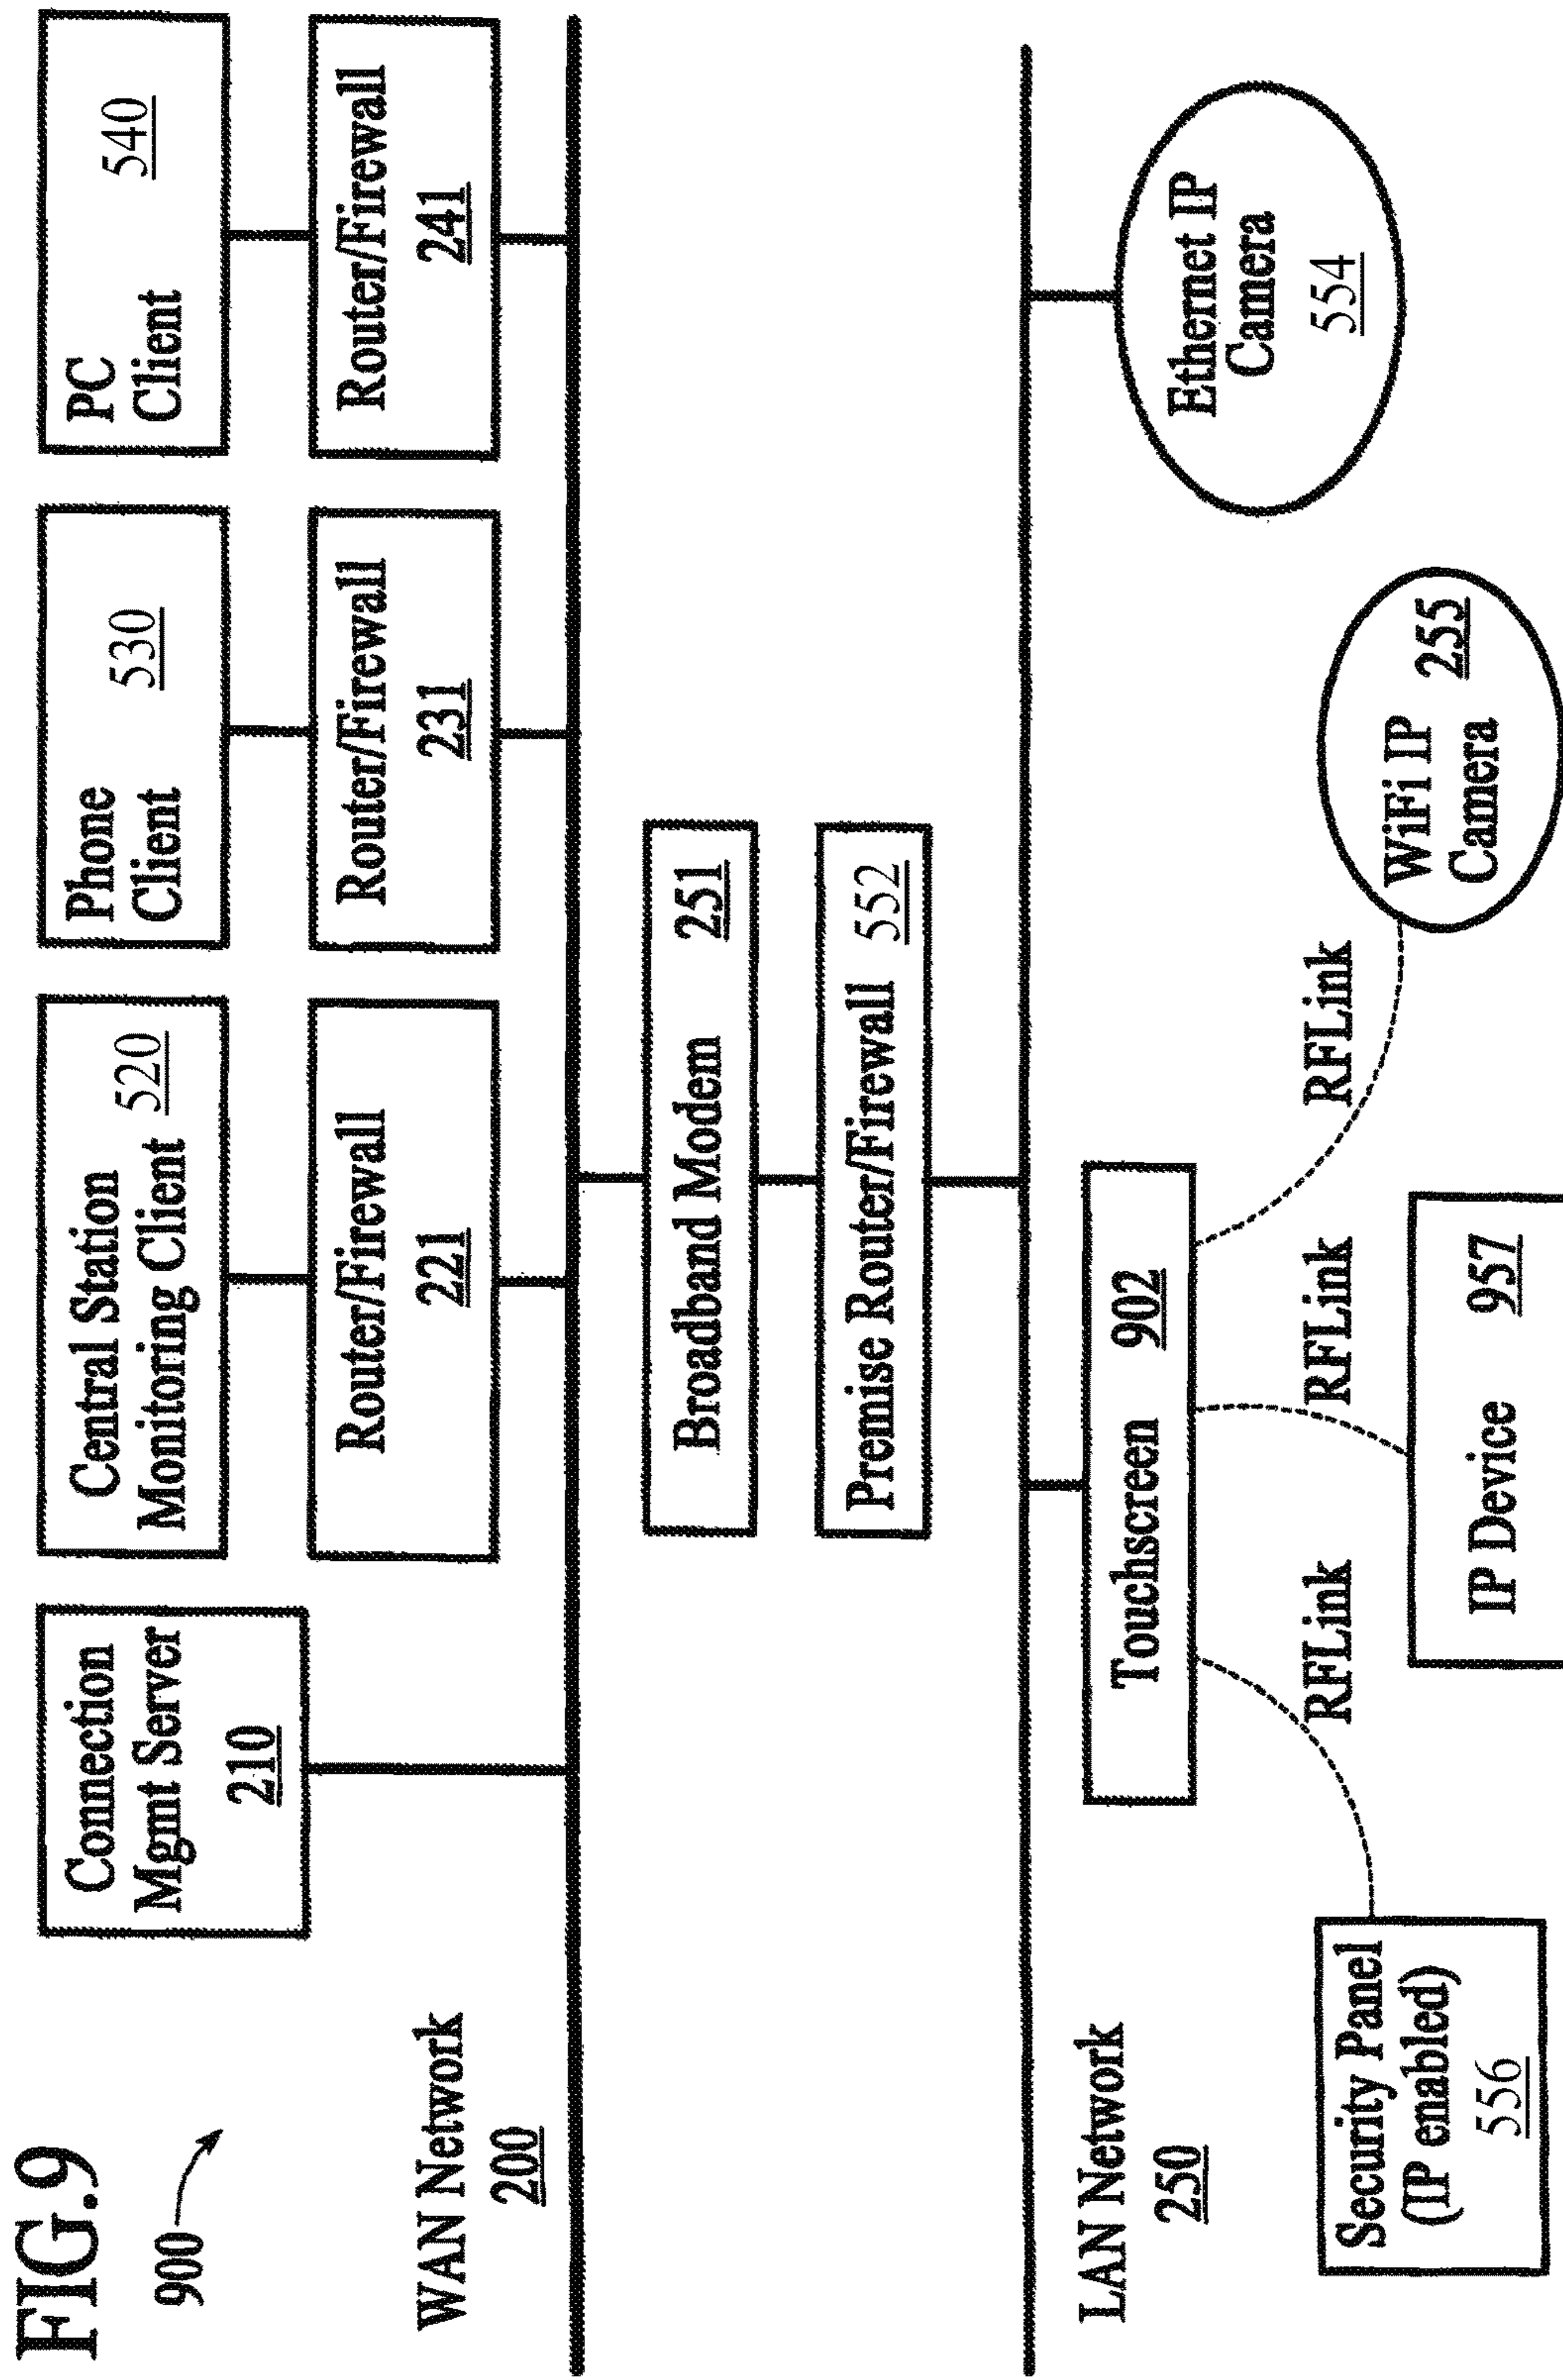 FIG.9
900
Connection
Mgmt Server
210
Central Station
Monitoring Client 520
Phone
Client 530
PC
Client 540
Router/Firewall
221
Router/Firewall
231
Router/Firewall
241
WAN Network
200
Broadband Modem 251
Premise Router/Firewall 552
LAN Network
250
Touchscreen 902
Ethernet IP
Camera
554
RFLink
RFLink
RFLink
Security Panel
(IP enabled)
556
IP Device 957
WiFi IP
Camera 255